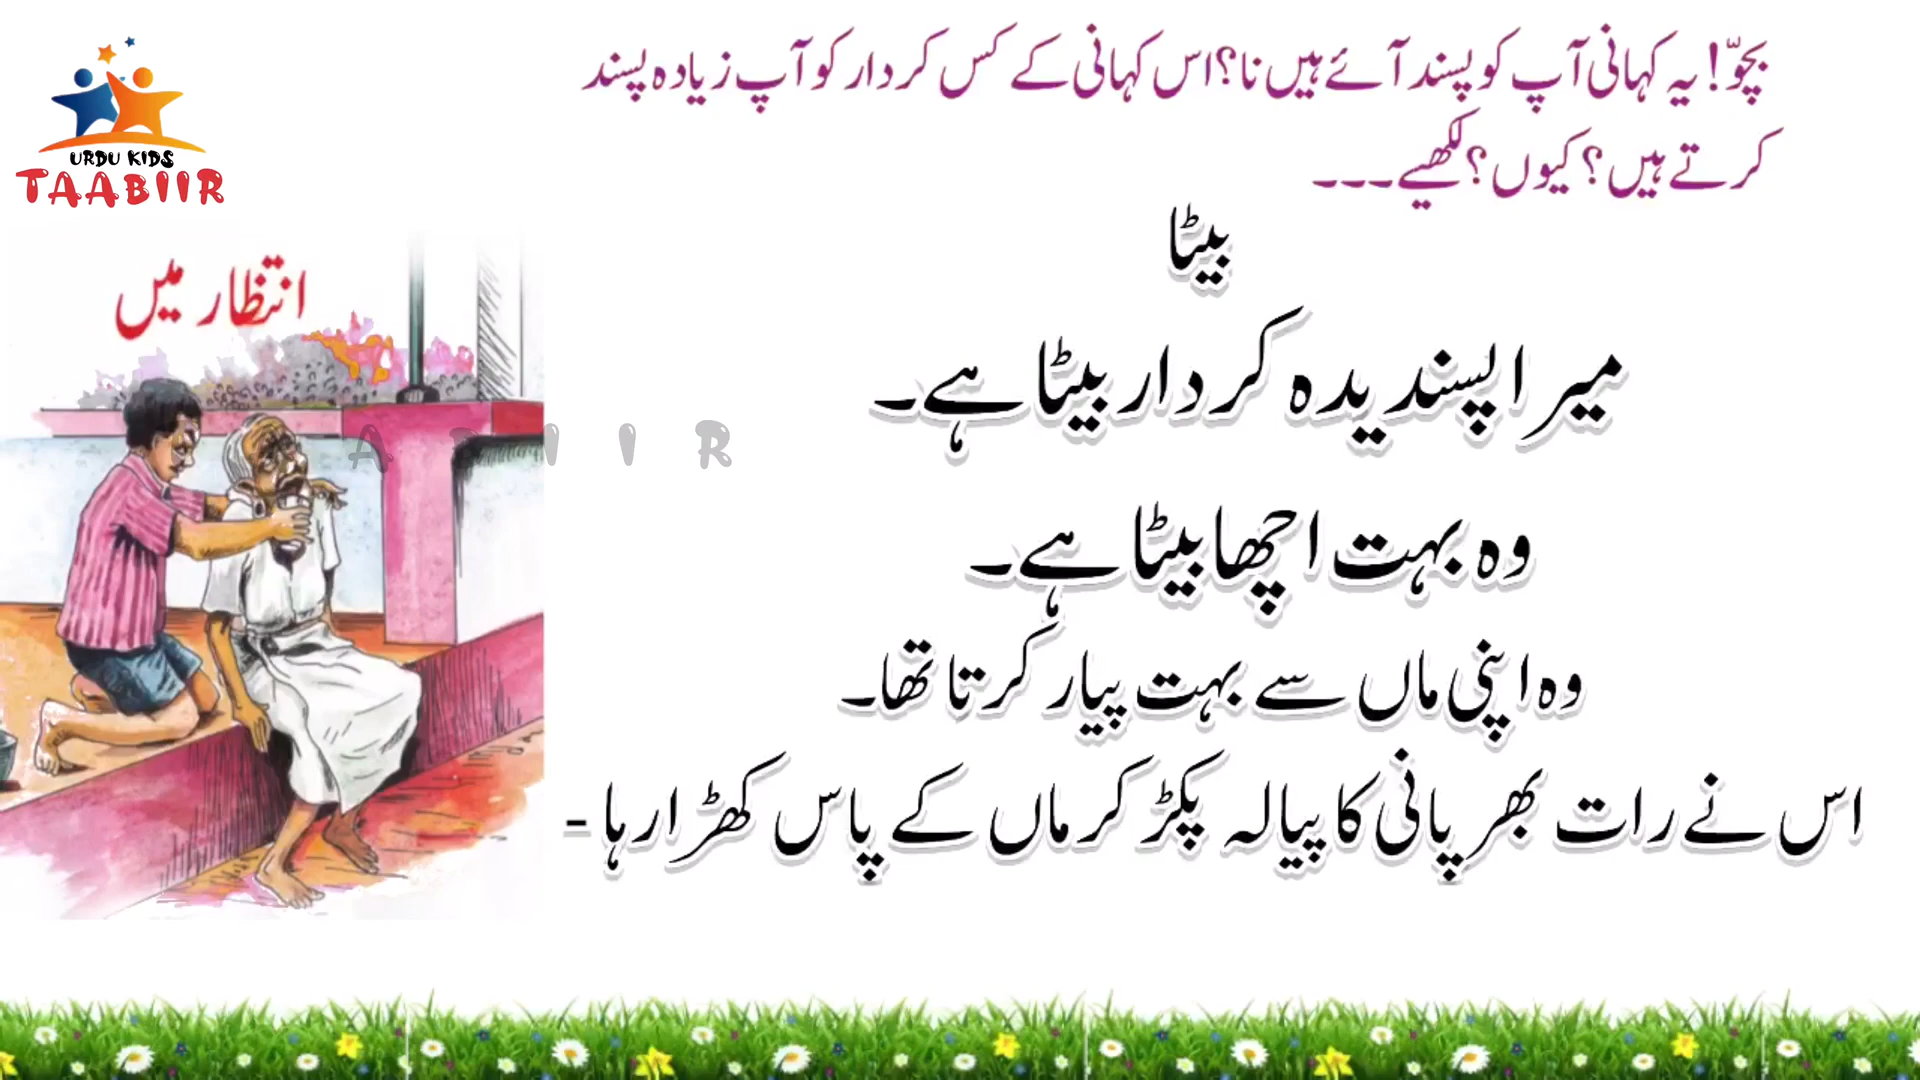 بچوّ! یہ کہانی آپ کو پسند آئے ہیں نا؟ اس کہانی کے کس کردار کو آپ زیادہ پسند
کرتے ہیں؟ کیوں؟ لکھیے۔۔۔
URDU KIDS
TAABIIR
بیٹا
انتظار میں
میرا پسندیدہ کردار بیٹا ہے۔
A B I I R
وہ بہت اچھا بیٹا ہے۔
وہ اپنی ماں سے بہت پیار کرتِا تھا۔
اس نے رات بھر پانی کا پیالہ پکڑ کر ماں کے پاس کھڑا رہا -